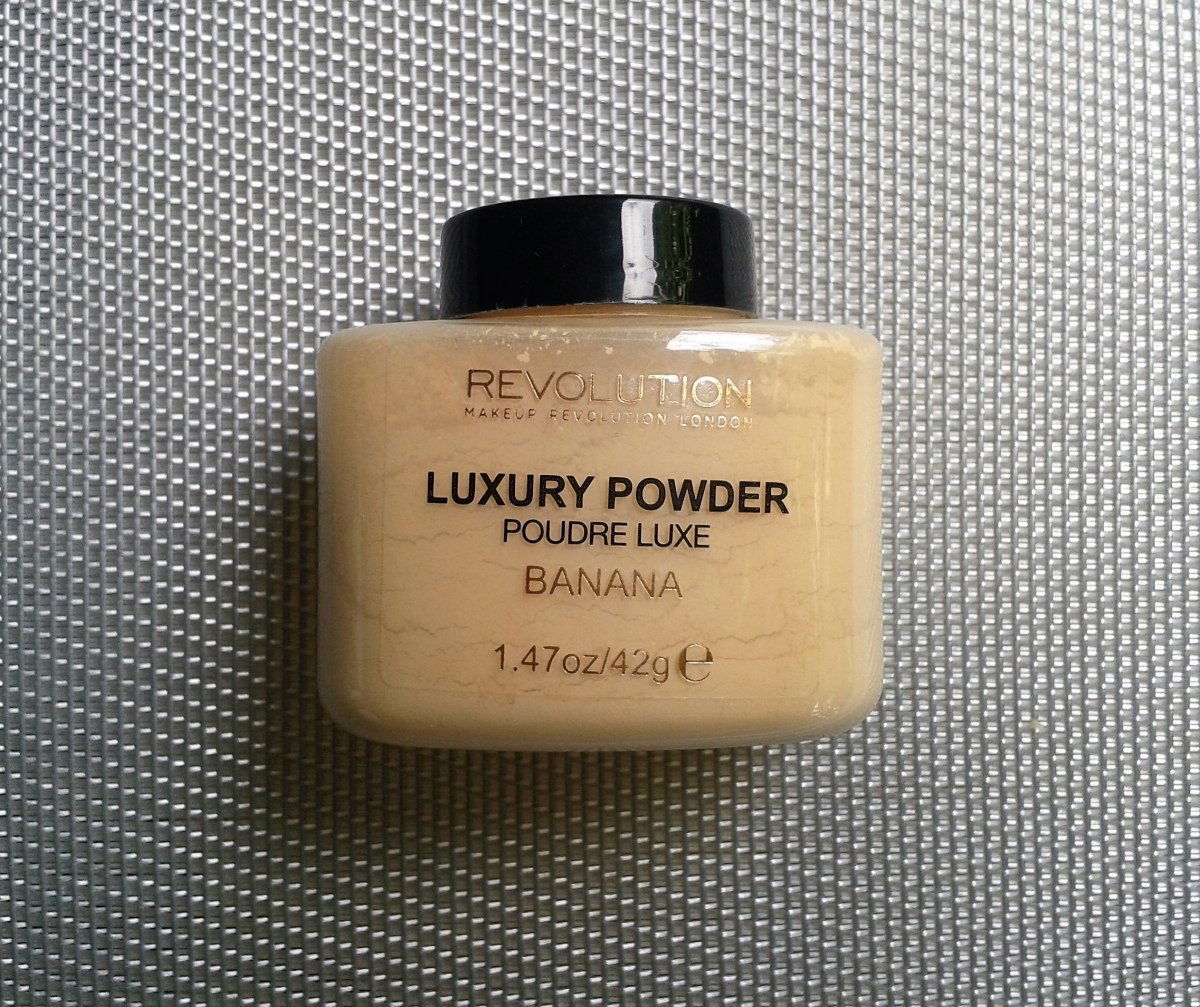 REVOLUTION
MAKEUP REVOLUTION LONDON
LUXURY POWDER
POUDRE LUXE
BANANA
1.47oz/42g ℮